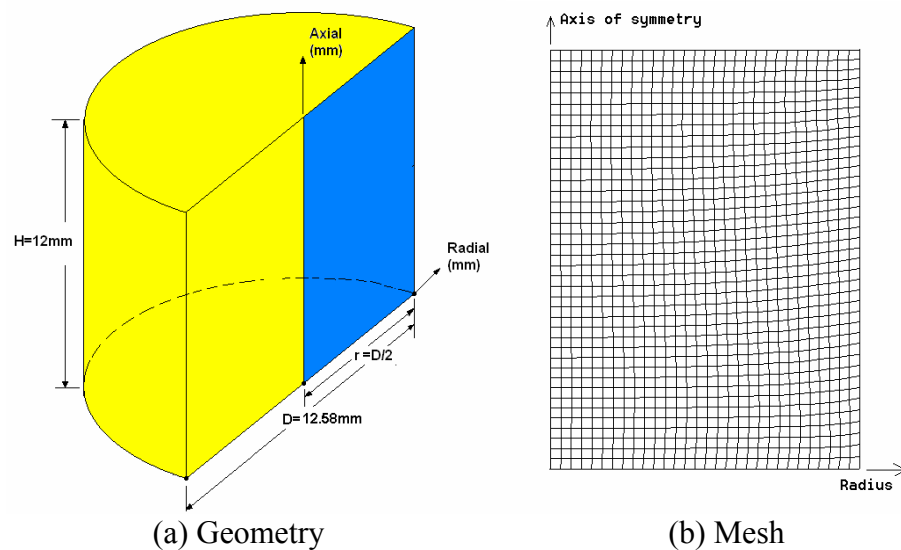 Axial
(mm)
H=12mm
Radial
(mm)
r =D/2
D=12.58mm
(a) Geometry
Axis of symmetry
Radius
(b) Mesh